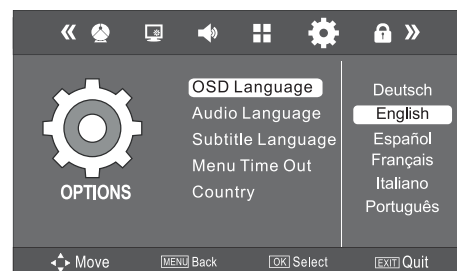 OSD Language
Audio Language
Subtitle Language
Menu Time Out
Country
OPTIONS
Deutsch
English
Español
Français
Italiano
Português
Move MENU Back OK Select EXIT Quit